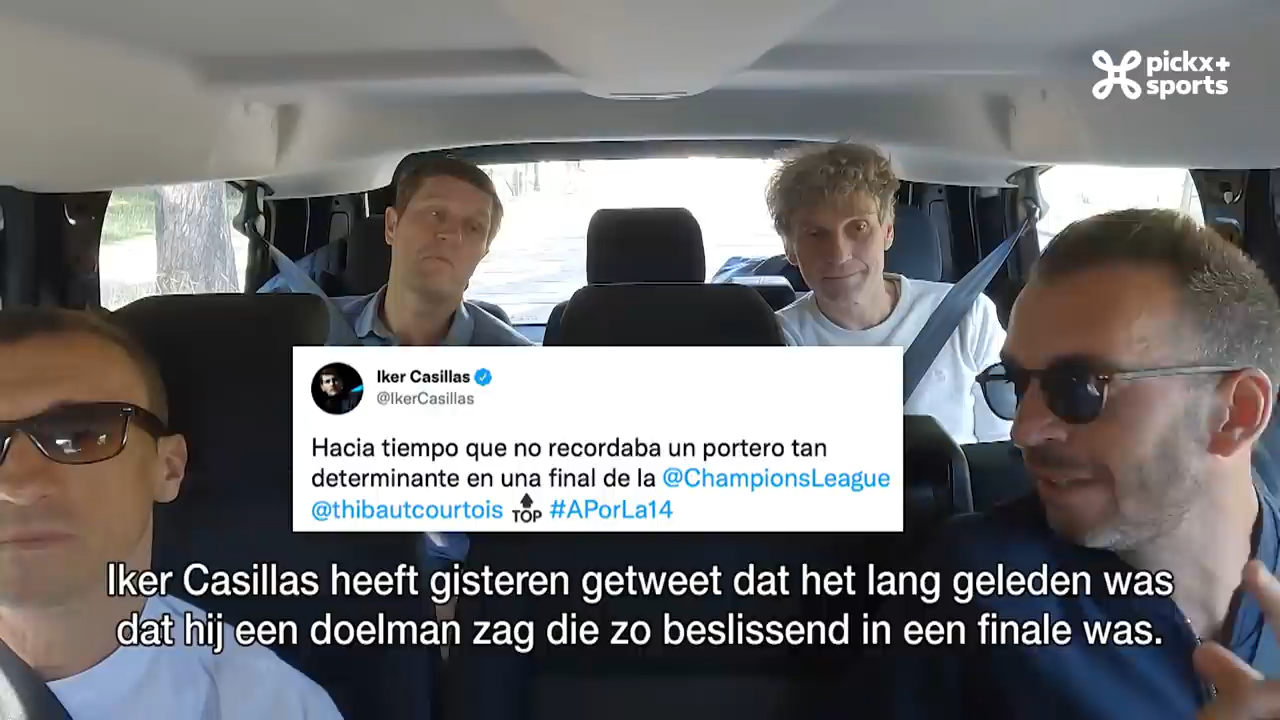 pickx+
sports
Iker Casillas
@IkerCasillas
Hacia tiempo que no recordaba un portero tan
determinante en una final de la @ChampionsLeague
@thibautcourtois TOP #APorLa14
Iker Casillas heeft gisteren getweet dat het lang geleden was
dat hij een doelman zag die zo beslissend in een finale was.